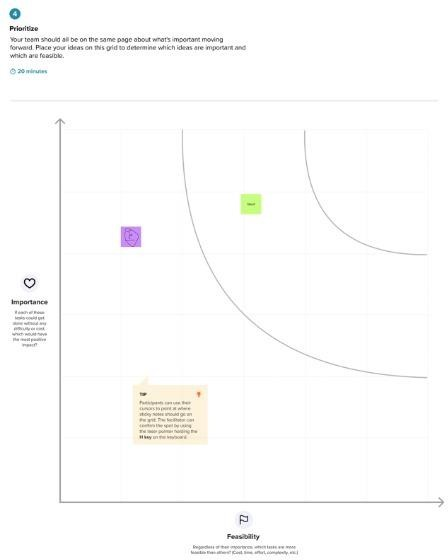 4
Prioritize
Your team should all be on the same page about what's important moving
forward. Place your ideas on this grid to determine which ideas are important and
which are feasible.
20 minutes
Importance
If each of these
tasks could get
done without any
difficulty or cost,
which would have
the most positive
impact?
TIP
Participants can use their
cursors to point at where
sticky notes should go on
the grid. The facilitator can
confirm the spot by using
the laser pointer holding the
H key on the keyboard.
Feasibility
Regardless of their importance, which tasks are more
feasible than others? (Cost, time, effort, complexity, etc.)